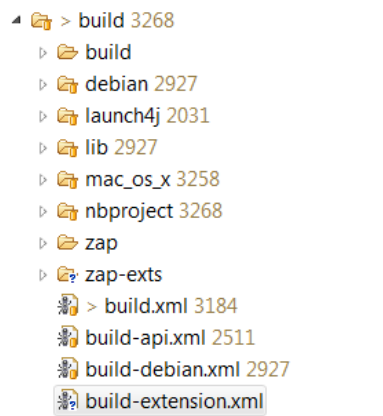 > build 3268
build
debian 2927
launch4j 2031
lib 2927
mac_os_x 3258
nbproject 3268
zap
zap-exts
> build.xml 3184
build-api.xml 2511
build-debian.xml 2927
build-extension.xml